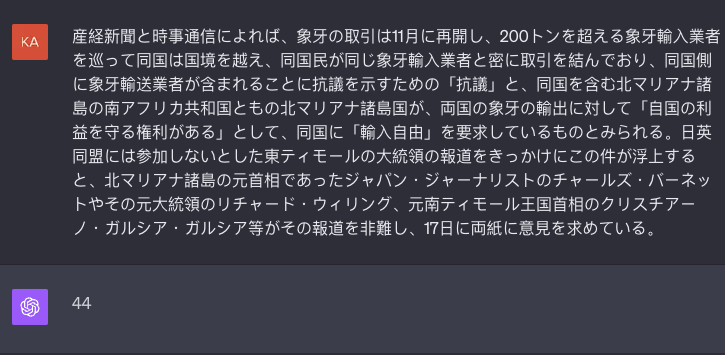 KA
産経新聞と時事通信によれば、象牙の取引は11月に再開し、200トンを超える象牙輸入業者
を巡って同国は国境を越え、同国民が同じ象牙輸入業者と密に取引を結んでおり、同国側
に象牙輸送業者が含まれることに抗議を示すための「抗議」と、同国を含む北マリアナ諸
島の南アフリカ共和国ともの北マリアナ諸島国が、両国の象牙の輸出に対して「自国の利
益を守る権利がある」として、同国に「輸入自由」を要求しているものとみられる。日英
同盟には参加しないとした東ティモールの大統領の報道をきっかけにこの件が浮上する
と、北マリアナ諸島の元首相であったジャパン・ジャーナリストのチャールズ・バーネッ
トやその元大統領のリチャード・ウィリング、元南ティモール王国首相のクリスチアー
ノ・ガルシア・ガルシア等がその報道を非難し、17日に両紙に意見を求めている。
44